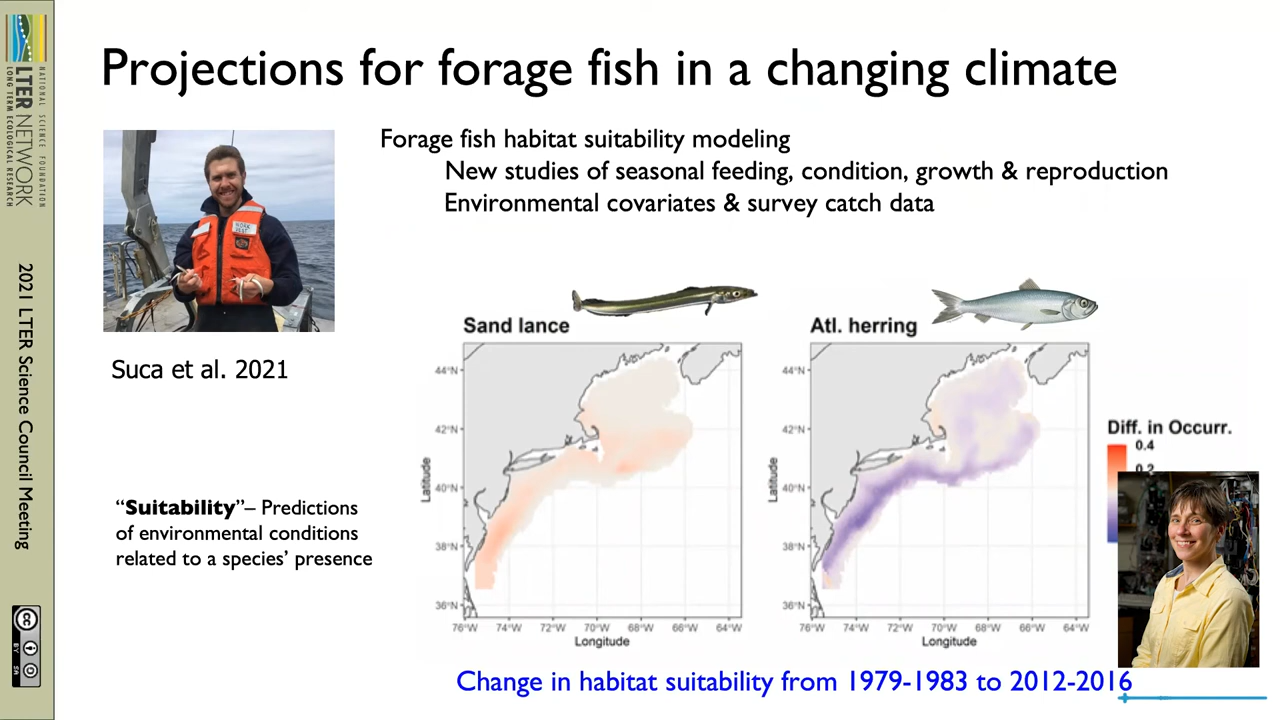 Projections for forage fish in a changing climate
Forage fish habitat suitability modeling
New studies of seasonal feeding, condition, growth & reproduction
Environmental covariates & survey catch data
Suca et al. 2021
"Suitability"– Predictions
of environmental conditions
related to a species' presence
Sand lance
44°N
42°N
40°N
38°N
36°N
Latitude
76°W 74°W 72°W 70°W 68°W 66°W 64°W
Longitude
Atl. herring
44°N
42°N
40°N
38°N
36°N
Latitude
76°W 74°W 72°W 70°W 68°W 66°W 64°W
Longitude
Diff. in Occurr.
0.4
0.2
Change in habitat suitability from 1979-1983 to 2012-2016
NATIONAL SCIENCE FOUNDATION
LTER NETWORK
LONG TERM ECOLOGICAL RESEARCH
2021 LTER Science Council Meeting
cc
BY SA